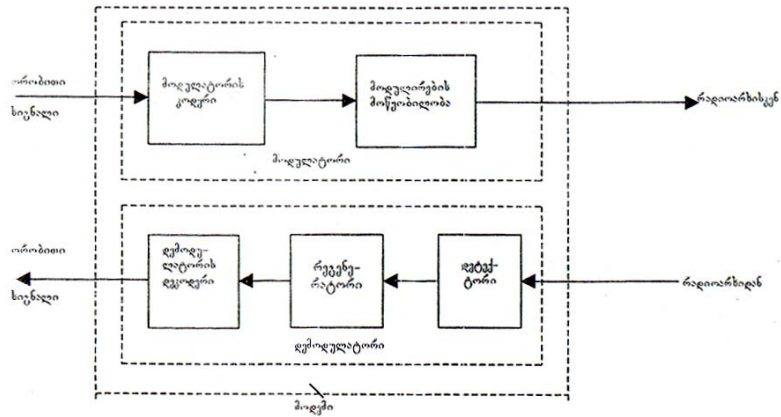 ორობითი
სიგნალი
მოდულატორის
კოდერი
მოდულირების
მოწყობილობა
რადიოარხისკენ
მოდულატორი
ორობითი
სიგნალი
დემოდუ-
ლატორის
დეკოდერი
რეგენე-
რატორი
დეტექ-
ტორი
რადიოარხიდან
დემოდულატორი
მოდემი